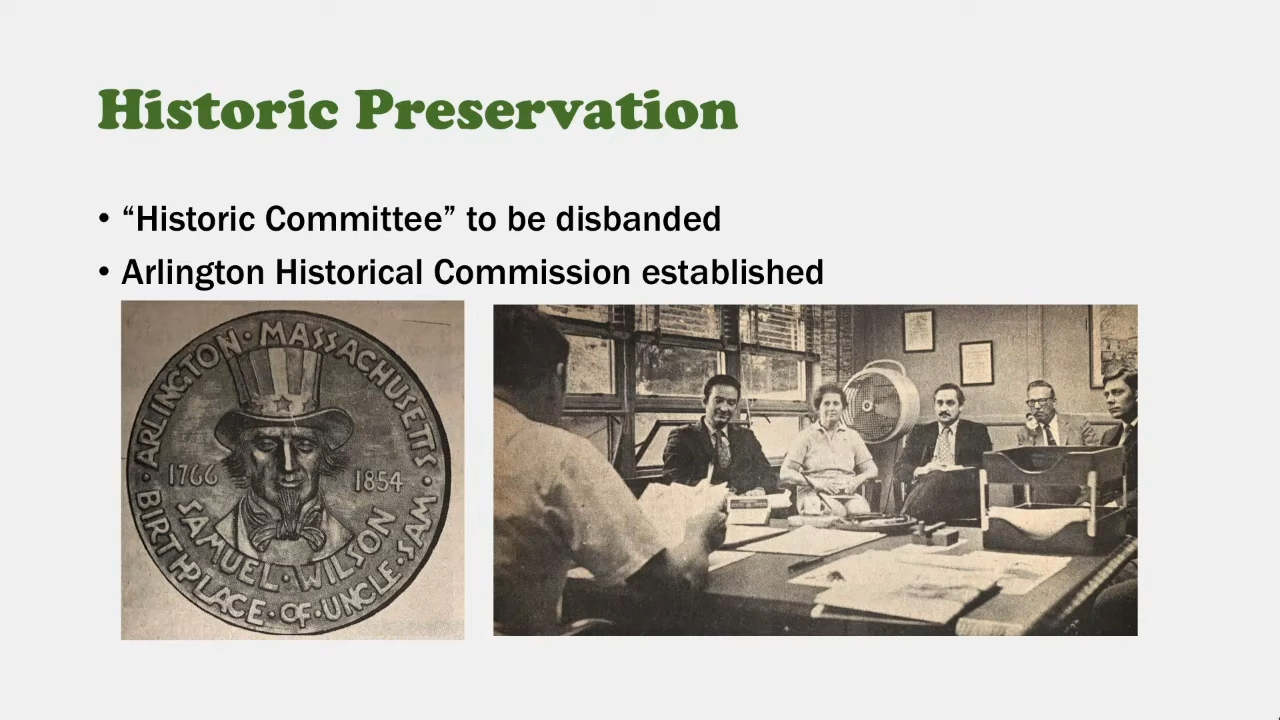 Historic Preservation
• “Historic Committee” to be disbanded
• Arlington Historical Commission established
ARLINGTON · MASSACHUSETTS ·
1766 1854
SAMUEL · WILSON
BIRTHPLACE · OF · UNCLE · SAM ·